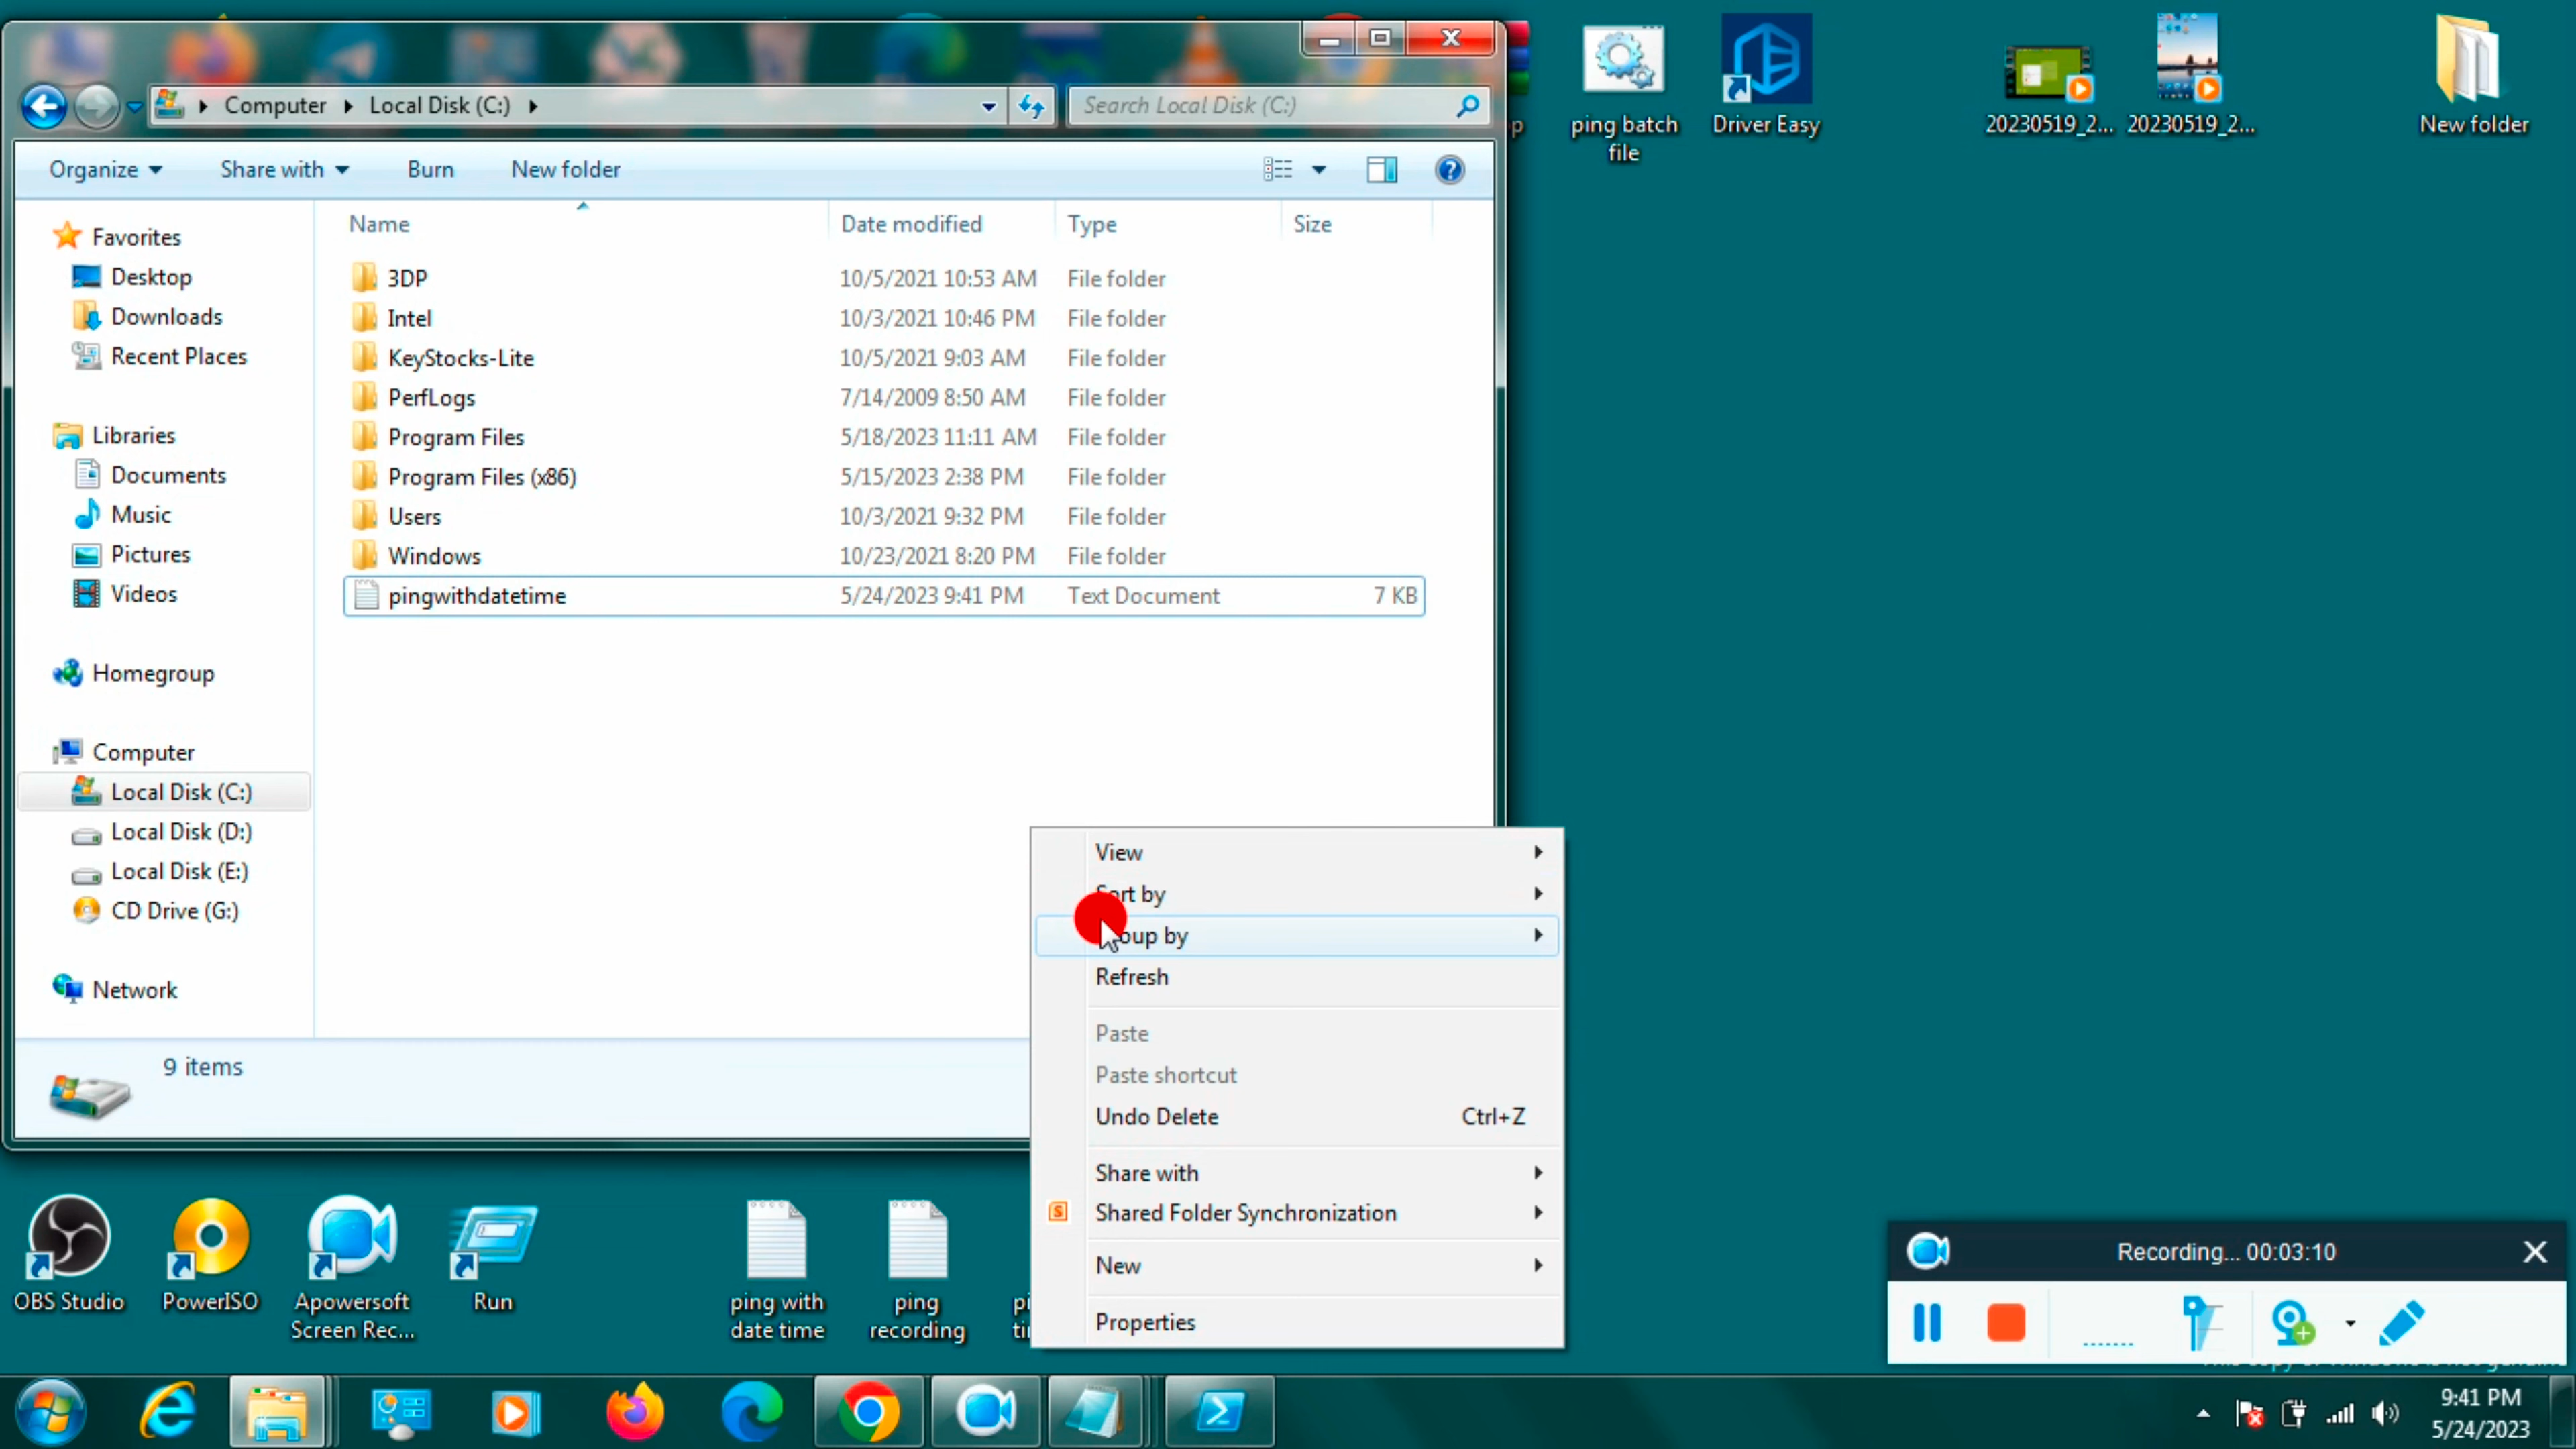 Computer
Local Disk (C:)
Search Local Disk (C:)
Organize
Share with
Burn
New folder
Favorites
Desktop
Downloads
Recent Places
Libraries
Documents
Music
Pictures
Videos
Homegroup
Computer
Local Disk (C:)
Local Disk (D:)
Local Disk (E:)
CD Drive (G:)
Network
Name Date modified Type Size
3DP 10/5/2021 10:53 AM File folder
Intel 10/3/2021 10:46 PM File folder
KeyStocks-Lite 10/5/2021 9:03 AM File folder
PerfLogs 7/14/2009 8:50 AM File folder
Program Files 5/18/2023 11:11 AM File folder
Program Files (x86) 5/15/2023 2:38 PM File folder
Users 10/3/2021 9:32 PM File folder
Windows 10/23/2021 8:20 PM File folder
pingwithdatetime 5/24/2023 9:41 PM Text Document 7 KB
9 items
View
Sort by
Group by
Refresh
Paste
Paste shortcut
Undo Delete Ctrl+Z
Share with
S Shared Folder Synchronization
New
Properties
ping batch
file
Driver Easy
20230519_2...
20230519_2...
New folder
OBS Studio
PowerISO
Apowersoft
Screen Rec...
Run
ping with
date time
ping
recording
Recording... 00:03:10
9:41 PM
5/24/2023